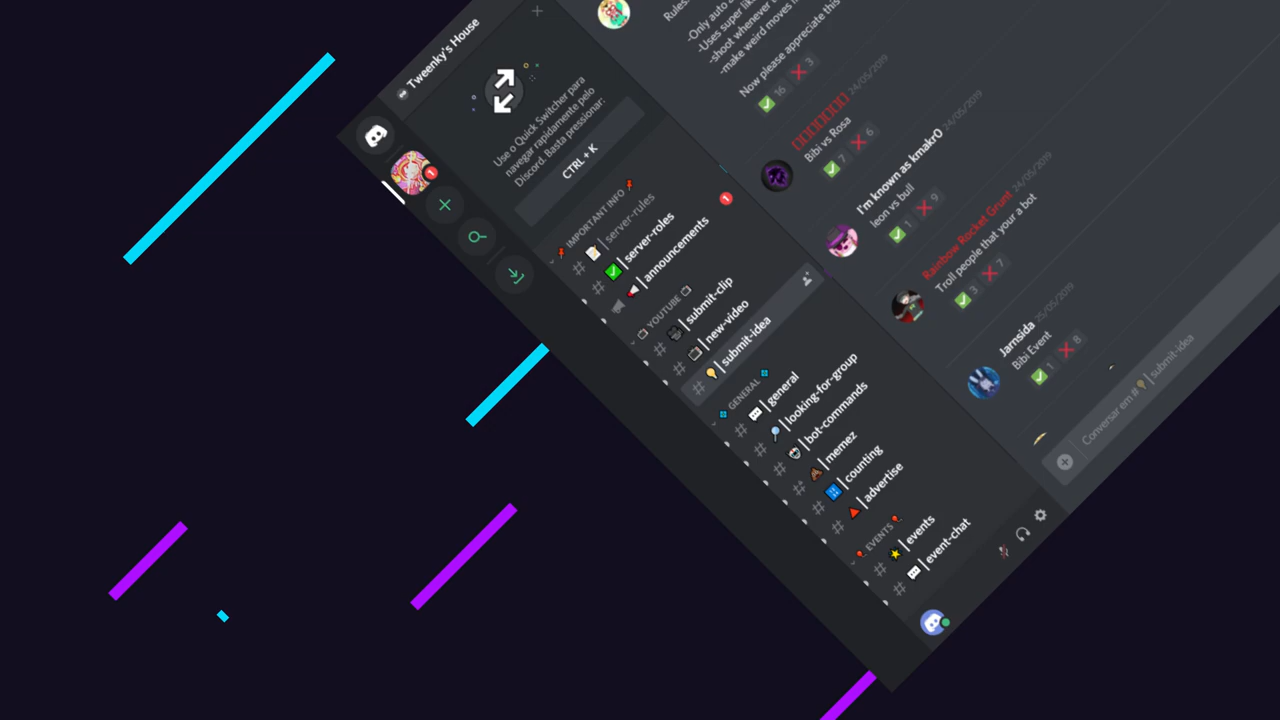 Tweenky's House
Use o Quick Switcher para
navegar rapidamente pelo
Discord. Basta pressionar:
CTRL + K
1
IMPORTANT INFO
server-rules
server-roles
announcements
1
YOUTUBE
submit-clip
new-video
submit-idea
GENERAL
general
looking-for-group
bot-commands
memez
counting
advertise
EVENTS
events
event-chat
Rules:
-Only auto
-Uses super
-shoot whenever
-make weird moves
Now please appreciate this
16 3
24/05/2019
Bibi vs Rosa
7 6
I'm known as kmakrO 24/05/2019
leon vs bull
1 9
Rainbow Rocket Grunt 24/05/2019
Troll people that your a bot
3 7
Jarnsida 25/05/2019
Bibi Event
1 8
Conversar em # | submit-idea